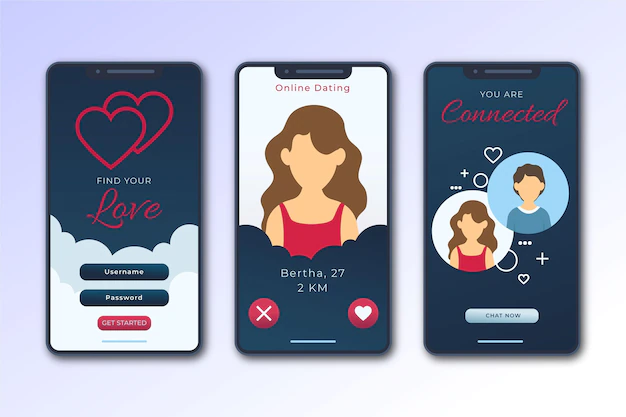 FIND YOUR
Love
Username
Password
GET STARTED
Online Dating
Bertha, 27
2 KM
YOU ARE
Connected
CHAT NOW